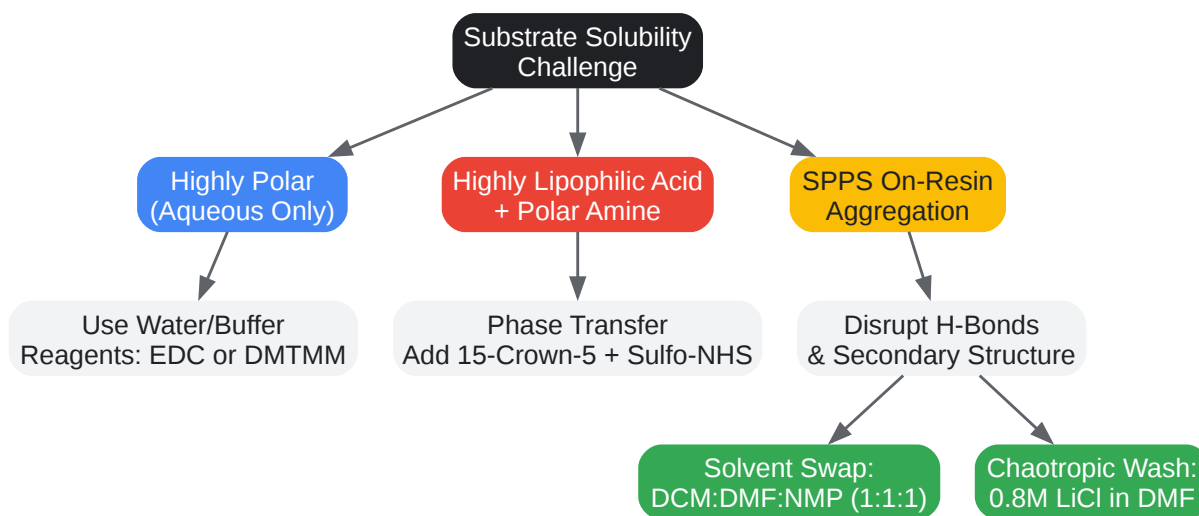 Substrate Solubility
Challenge
Highly Polar
(Aqueous Only)
Highly Lipophilic Acid
+ Polar Amine
SPPS On-Resin
Aggregation
Use Water/Buffer
Reagents: EDC or DMTMM
Phase Transfer
Add 15-Crown-5 + Sulfo-NHS
Disrupt H-Bonds
& Secondary Structure
Solvent Swap:
DCM:DMF:NMP (1:1:1)
Chaotropic Wash:
0.8M LiCl in DMF